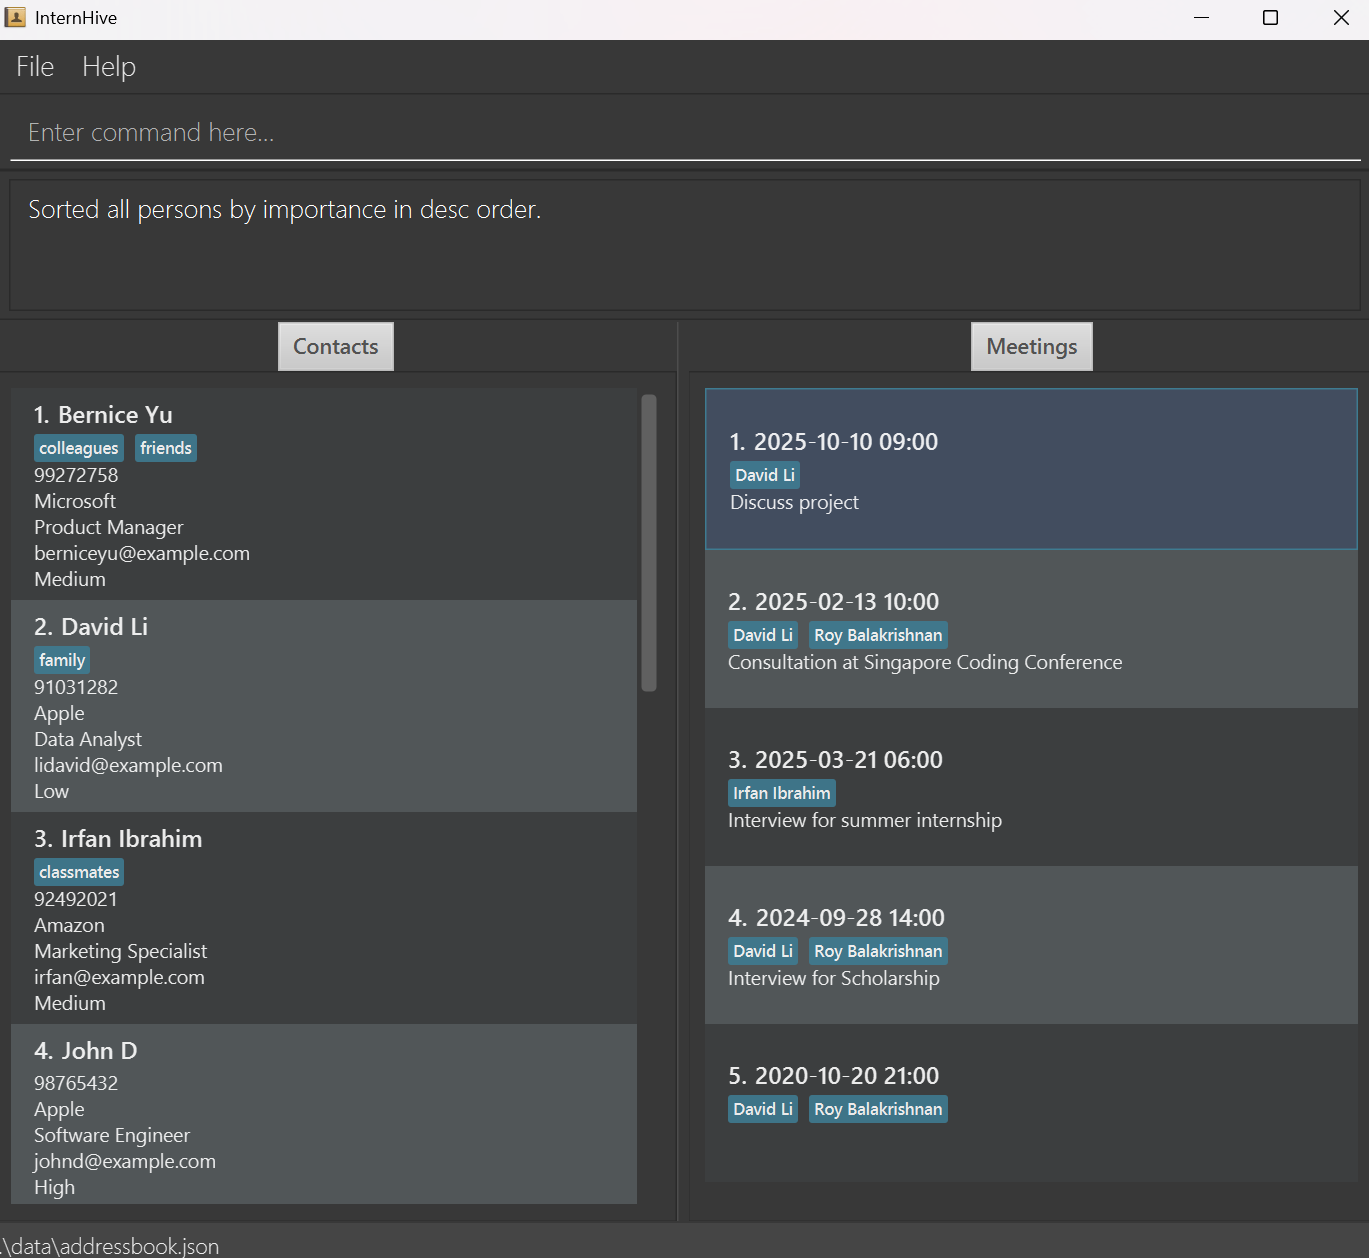 InternHive
File Help
Enter command here...
Sorted all persons by importance in desc order.
Contacts
1. Bernice Yu
colleagues friends
99272758
Microsoft
Product Manager
berniceyu@example.com
Medium
2. David Li
family
91031282
Apple
Data Analyst
lidavid@example.com
Low
3. Irfan Ibrahim
classmates
92492021
Amazon
Marketing Specialist
irfan@example.com
Medium
4. John D
98765432
Apple
Software Engineer
johnd@example.com
High
Meetings
1. 2025-10-10 09:00
David Li
Discuss project
2. 2025-02-13 10:00
David Li Roy Balakrishnan
Consultation at Singapore Coding Conference
3. 2025-03-21 06:00
Irfan Ibrahim
Interview for summer internship
4. 2024-09-28 14:00
David Li Roy Balakrishnan
Interview for Scholarship
5. 2020-10-20 21:00
David Li Roy Balakrishnan
.\data\addressbook.json